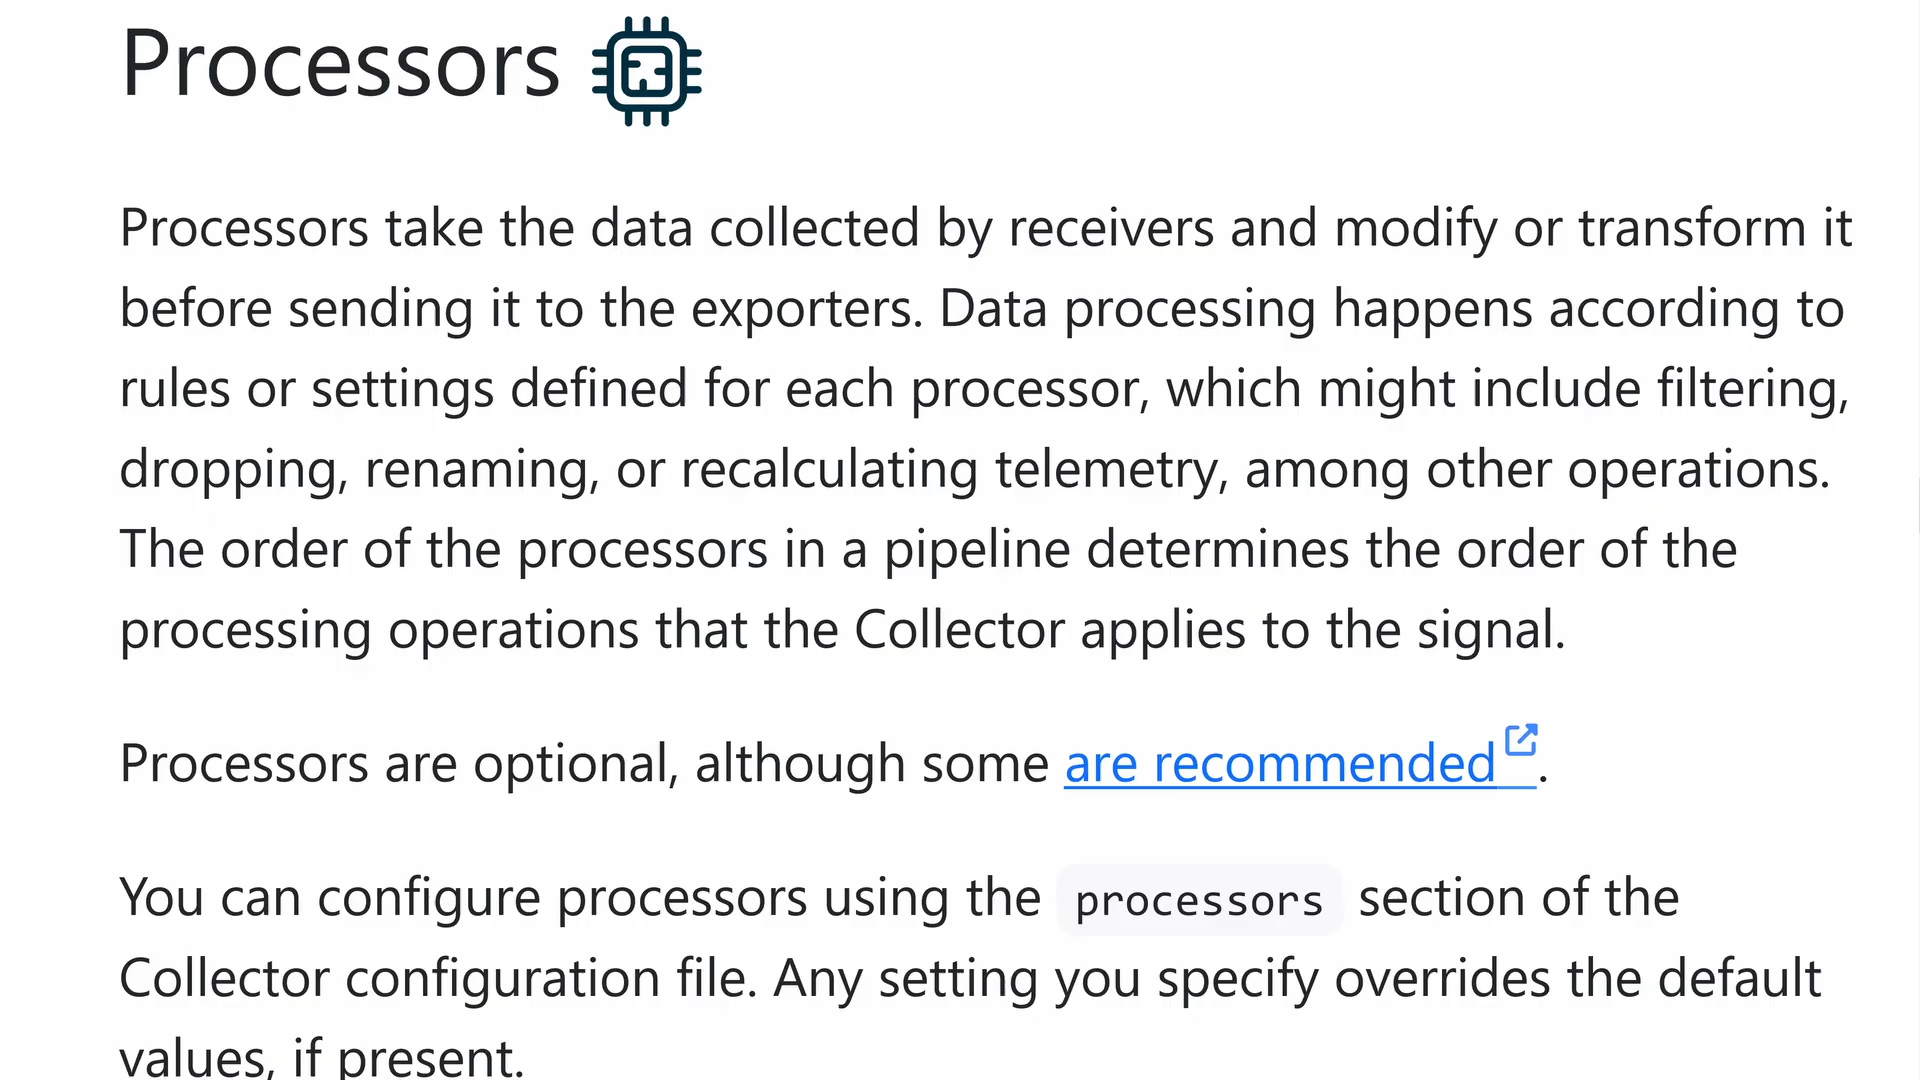 Processors
Processors take the data collected by receivers and modify or transform it
before sending it to the exporters. Data processing happens according to
rules or settings defined for each processor, which might include filtering,
dropping, renaming, or recalculating telemetry, among other operations.
The order of the processors in a pipeline determines the order of the
processing operations that the Collector applies to the signal.
Processors are optional, although some are recommended.
You can configure processors using the processors section of the
Collector configuration file. Any setting you specify overrides the default
values, if present.